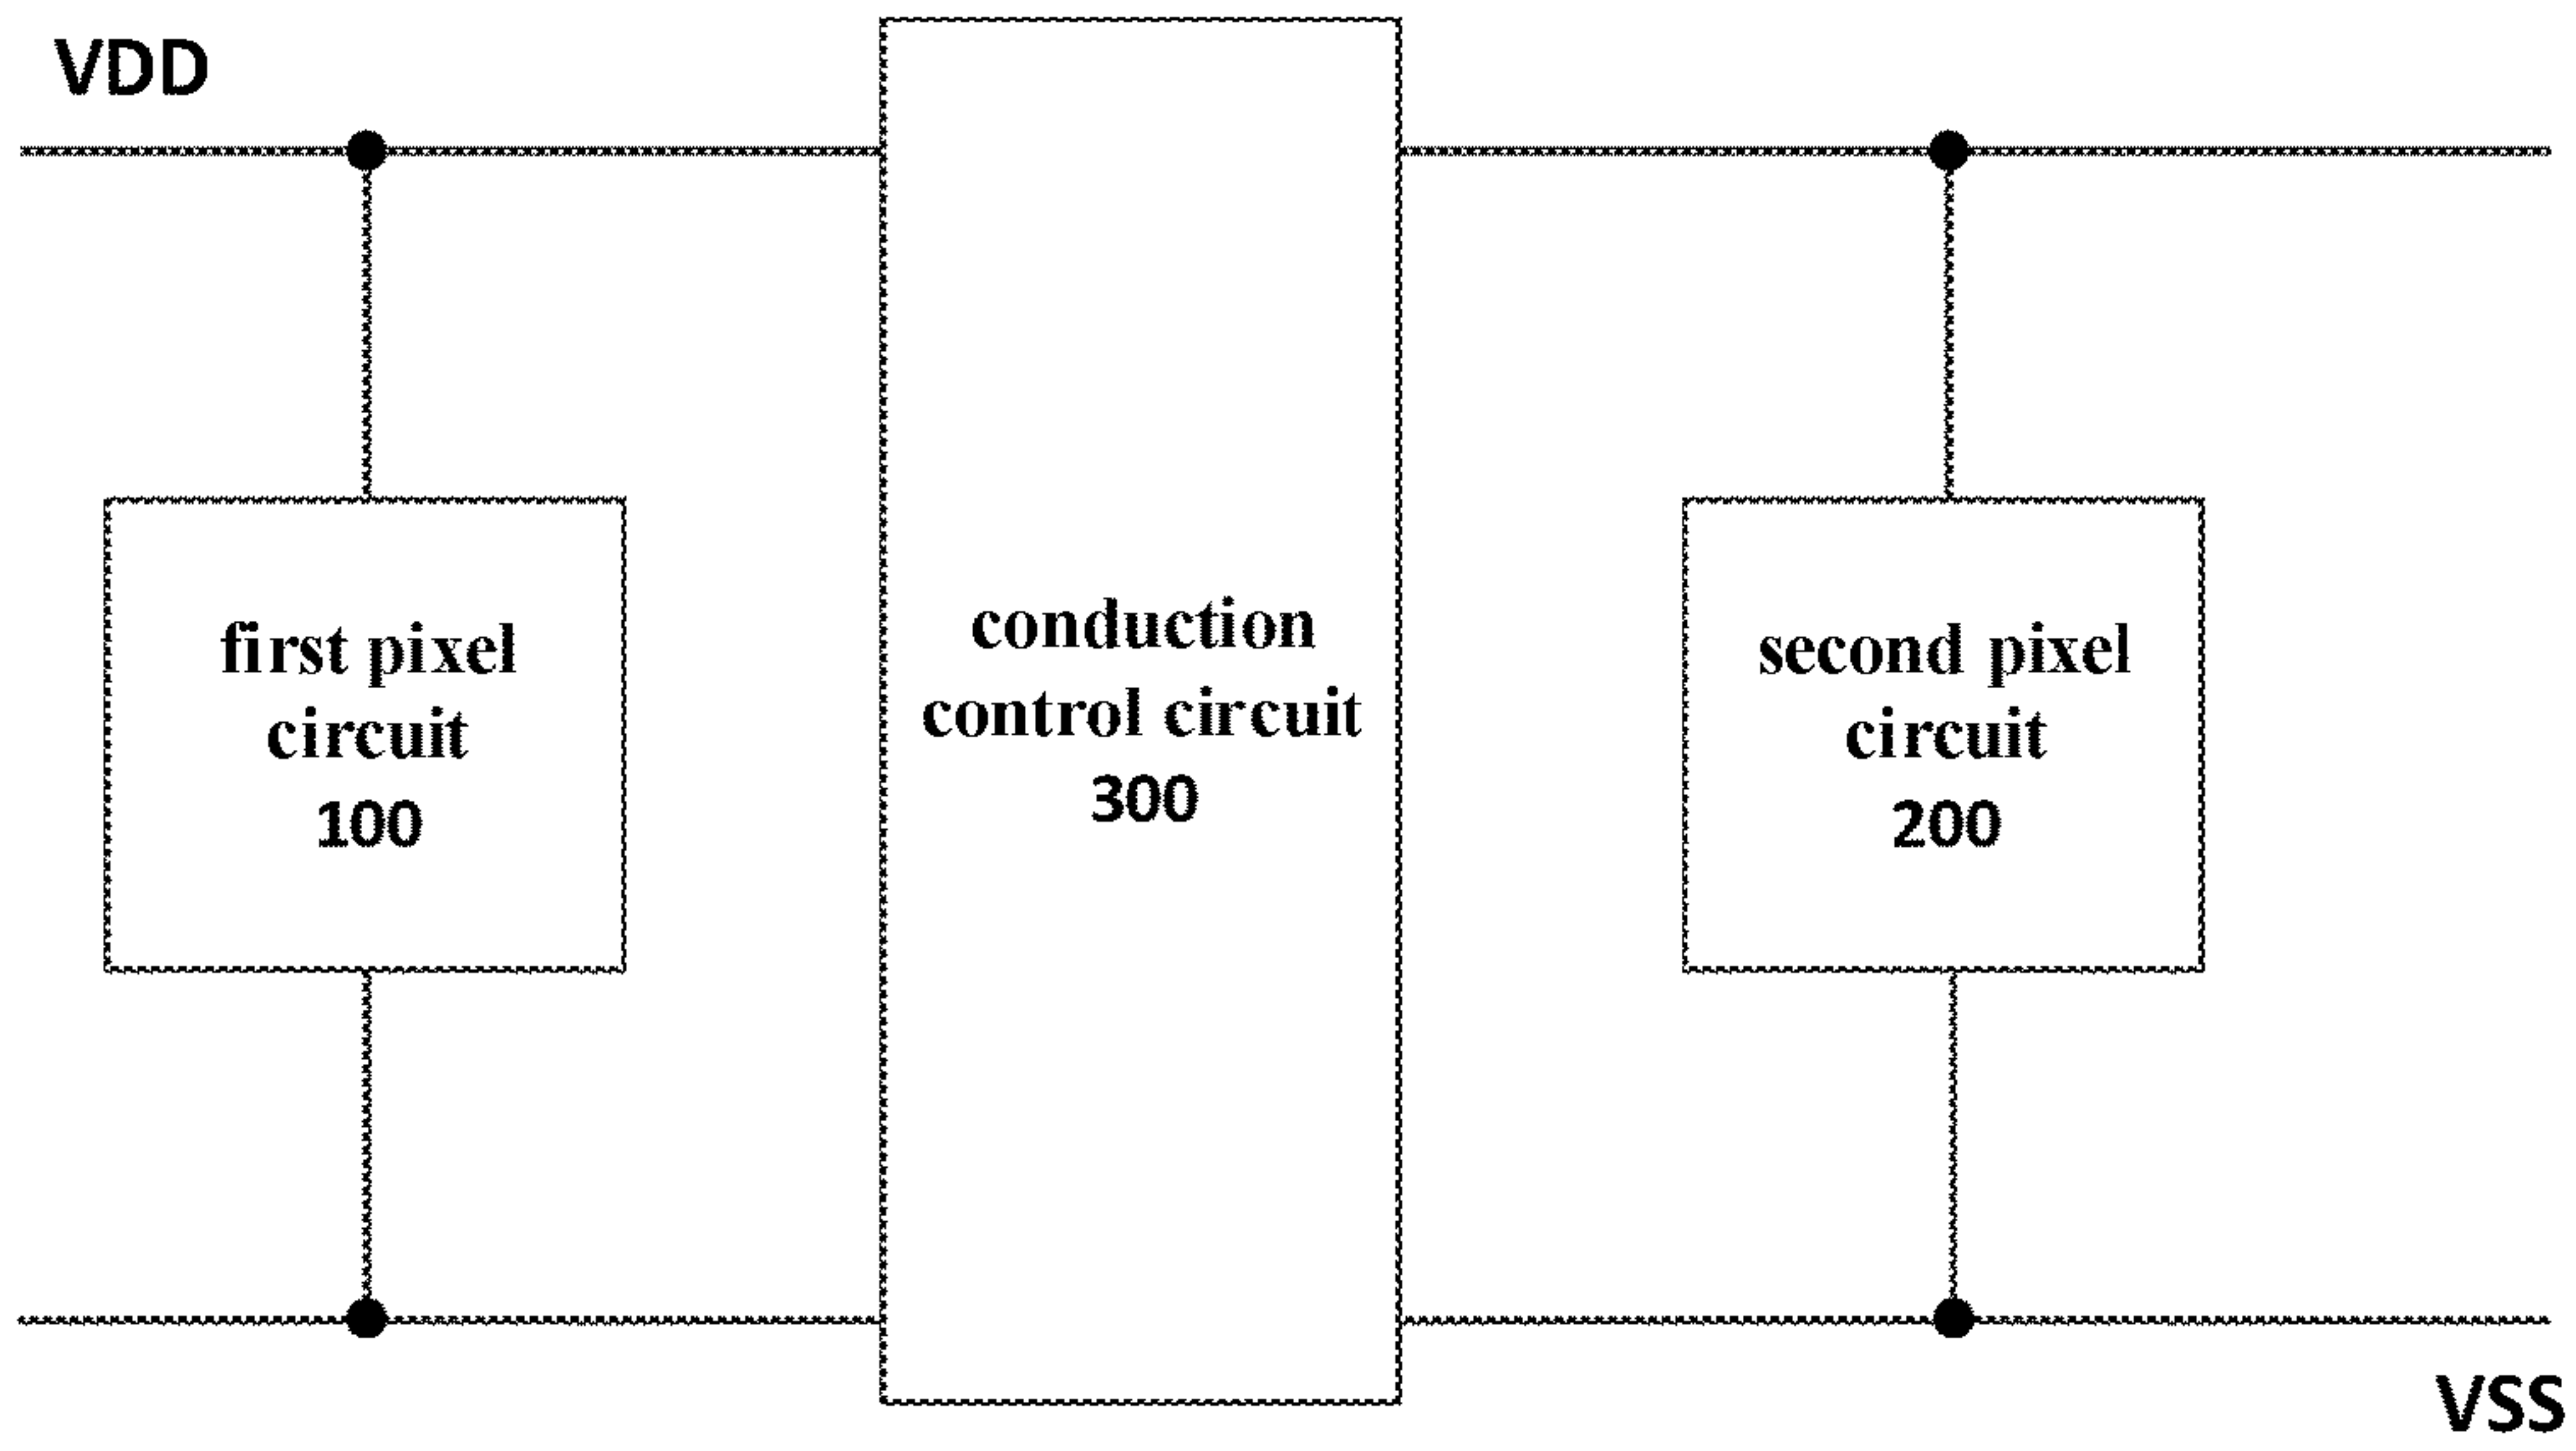 VDD
first pixel
circuit
100
conduction
control circuit
300
second pixel
circuit
200
VSS